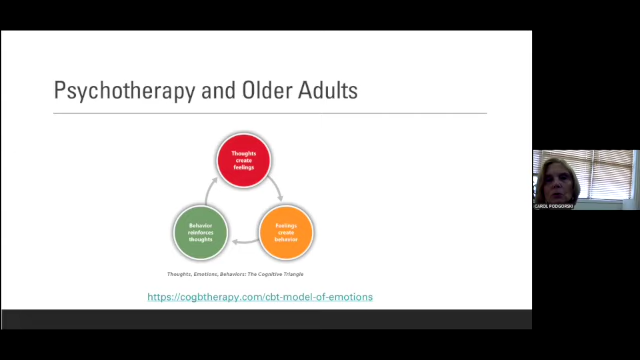 Psychotherapy and Older Adults
Thoughts
create
feelings
Behavior
reinforces
thoughts
Feelings
create
behavior
Thoughts, Emotions, Behaviors: The Cognitive Triangle
https://cogbtherapy.com/cbt-model-of-emotions
CAROL PODGORSKI